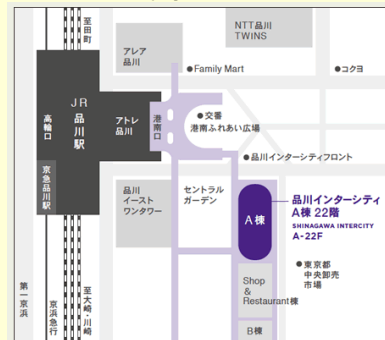 至田町
NTT品川
TWINS
アレア
品川
Family Mart
コクヨ
JR
品川駅
高輪口
アトレ
品川
港南口
交番
港南ふれあい広場
京急品川駅
品川インターシティフロント
品川
イースト
ワンタワー
セントラル
ガーデン
A棟
品川インターシティ
A棟 22階
SHINAGAWA INTERCITY
A-22F
東京都
中央卸売
市場
Shop
&
Restaurant棟
B棟
第一京浜
京浜急行
至大崎・川崎